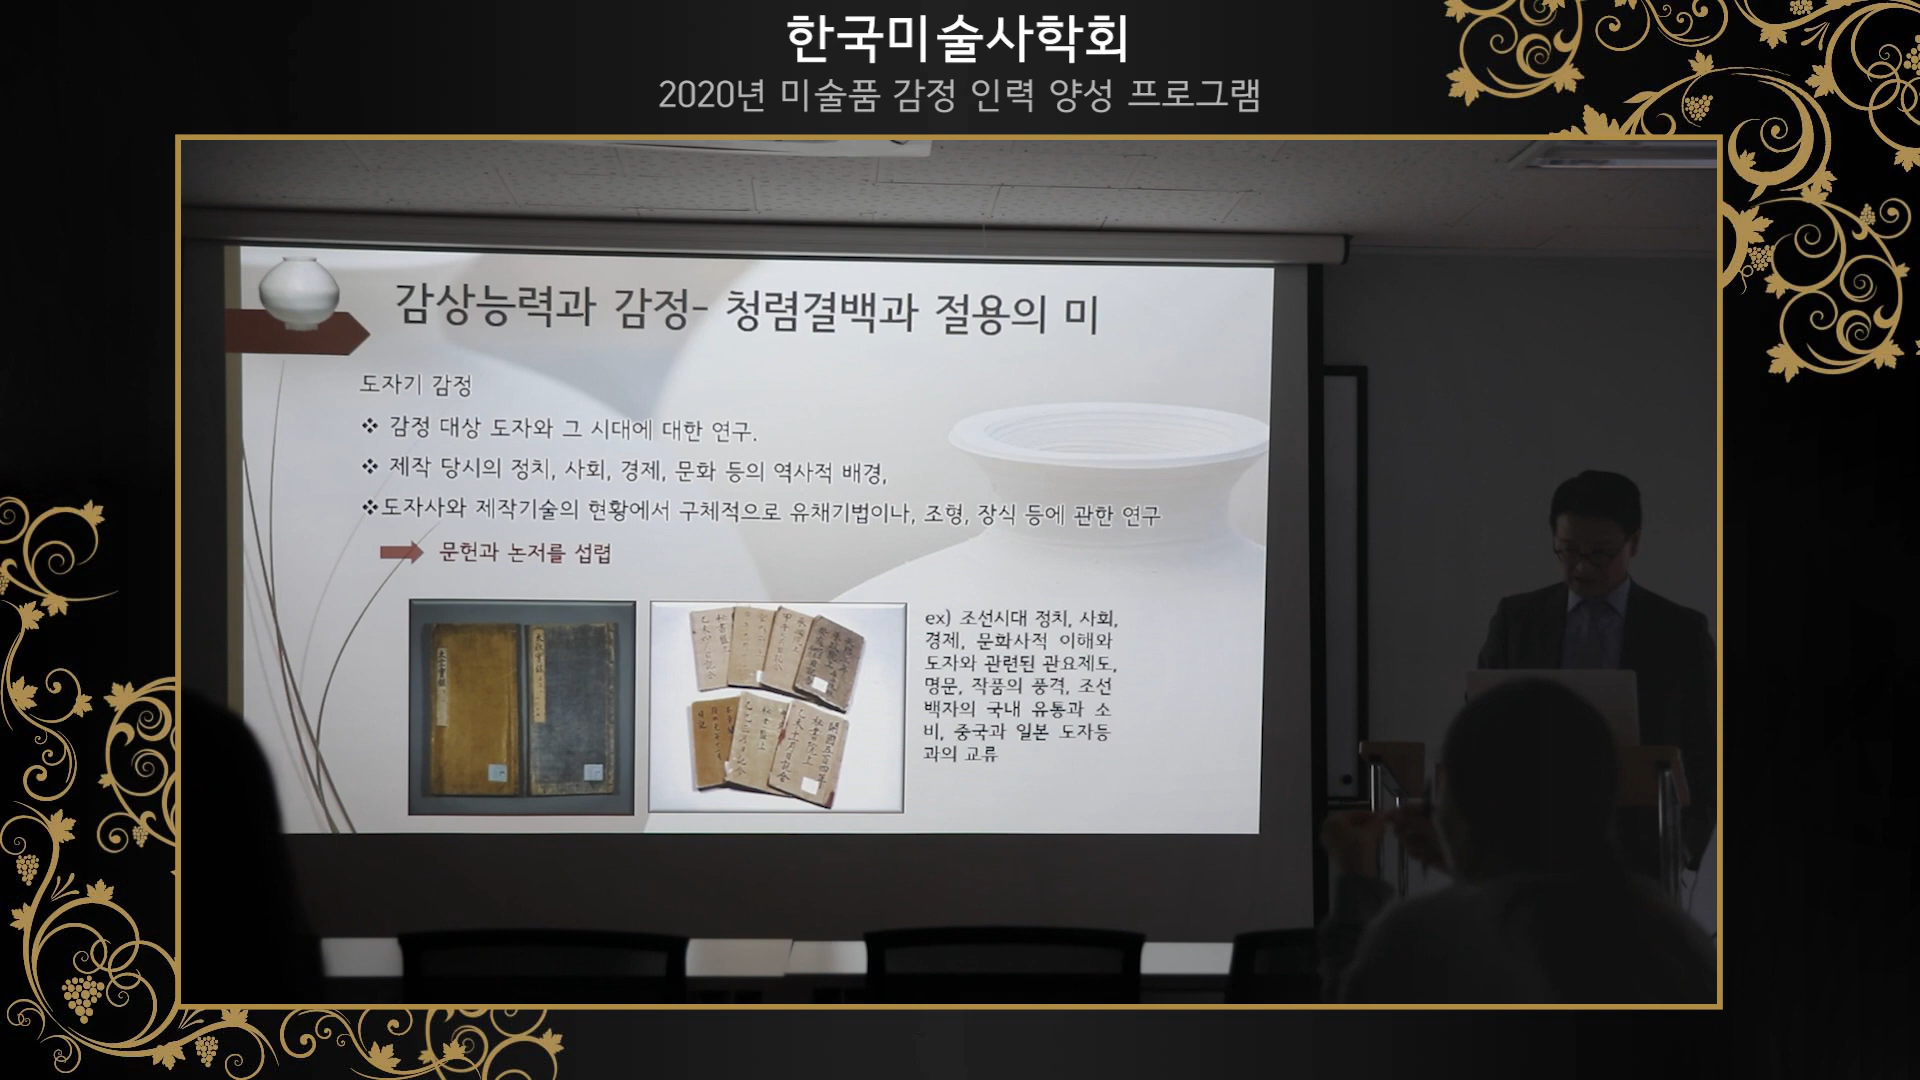 한국미술사학회
2020년 미술품 감정 인력 양성 프로그램
감상능력과 감정- 청렴결백과 절용의 미
도자기 감정
❖ 감정 대상 도자와 그 시대에 대한 연구.
❖ 제작 당시의 정치, 사회, 경제, 문화 등의 역사적 배경,
❖도자사와 제작기술의 현황에서 구체적으로 유채기법이나, 조형, 장식 등에 관한 연구
문헌과 논저를 섭렵
ex) 조선시대 정치, 사회,
경제, 문화사적 이해와
도자와 관련된 관요제도,
명문, 작품의 풍격, 조선
백자의 국내 유통과 소
비, 중국과 일본 도자등
과의 교류